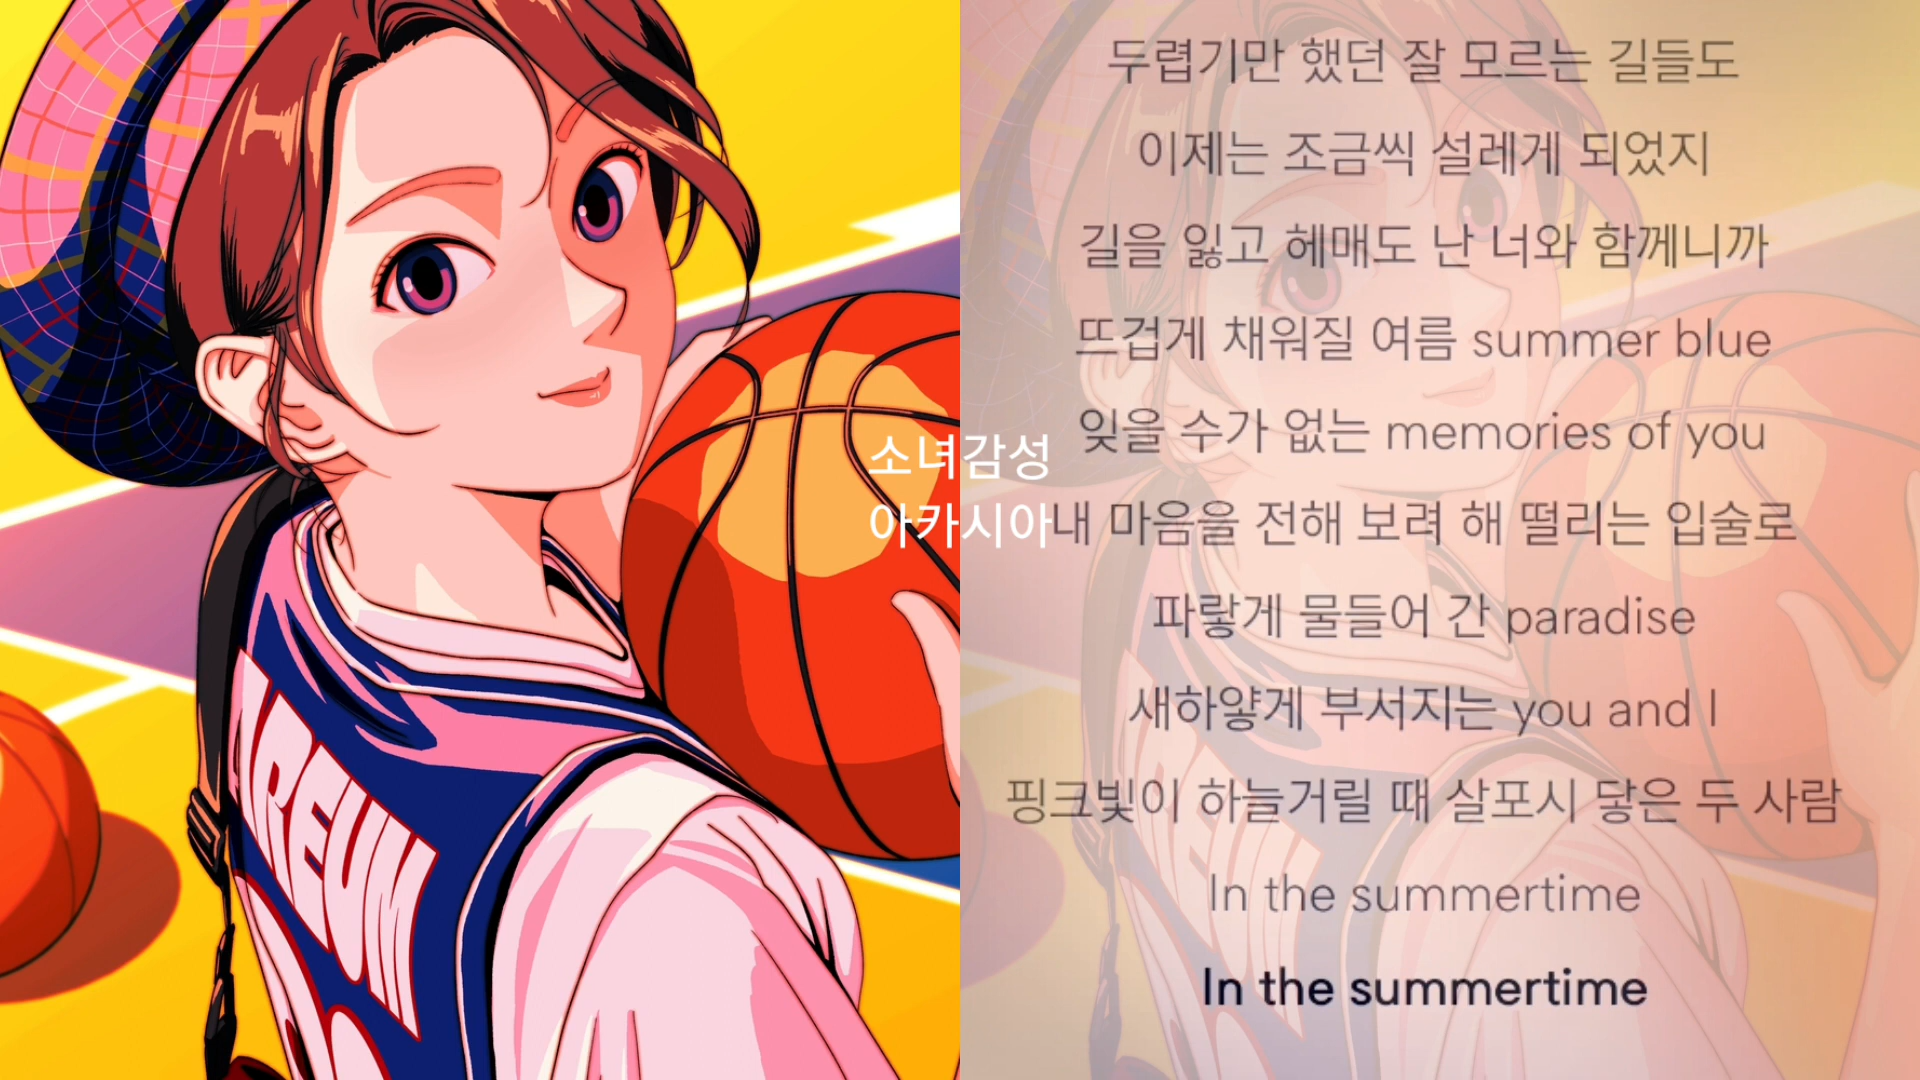 AREUM
소녀감성
아카시아
두렵기만 했던 잘 모르는 길들도
이제는 조금씩 설레게 되었지
길을 잃고 헤매도 난 너와 함께니까
뜨겁게 채워질 여름 summer blue
잊을 수가 없는 memories of you
내 마음을 전해 보려 해 떨리는 입술로
파랗게 물들어 간 paradise
새하얗게 부서지는 you and I
핑크빛이 하늘거릴 때 살포시 닿은 두 사람
In the summertime
In the summertime